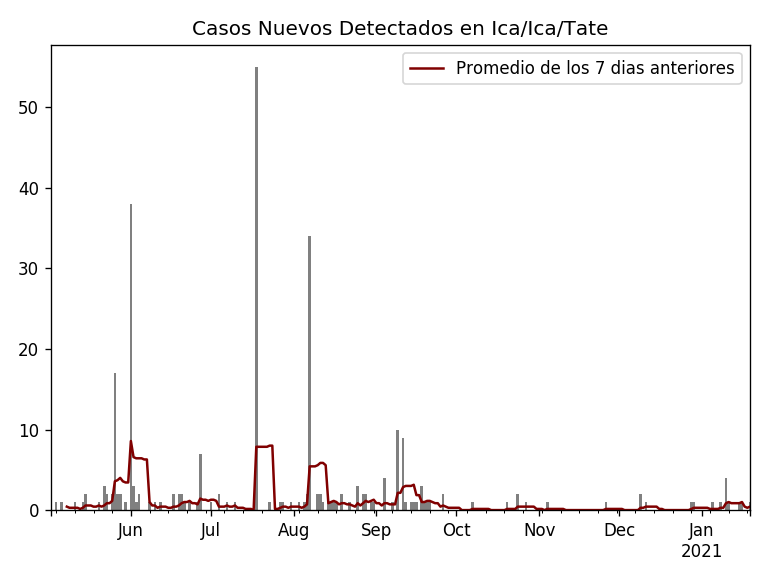 Casos Nuevos Detectados en Ica/Ica/Tate
Promedio de los 7 dias anteriores
50
40
30
20
10
0
Jun Jul Aug Sep Oct Nov Dec Jan
2021